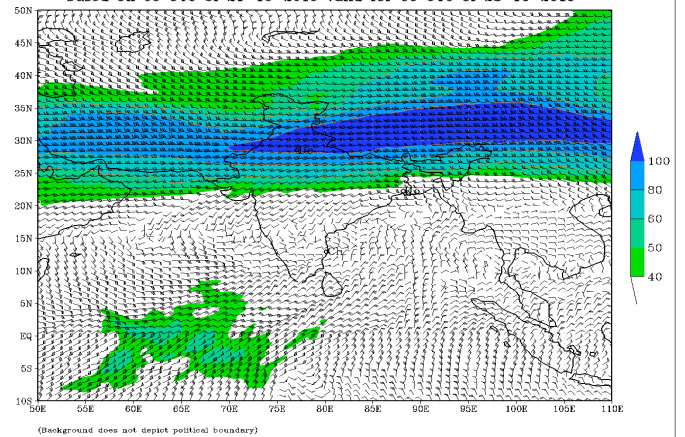 50N
45N
40N
35N
30N
25N
20N
15N
10N
5N
EQ
5S
10S
50E
55E
60E
65E
70E
75E
80E
85E
90E
95E
100E
105E
110E
100
80
60
50
40
(Background does not depict political boundary)